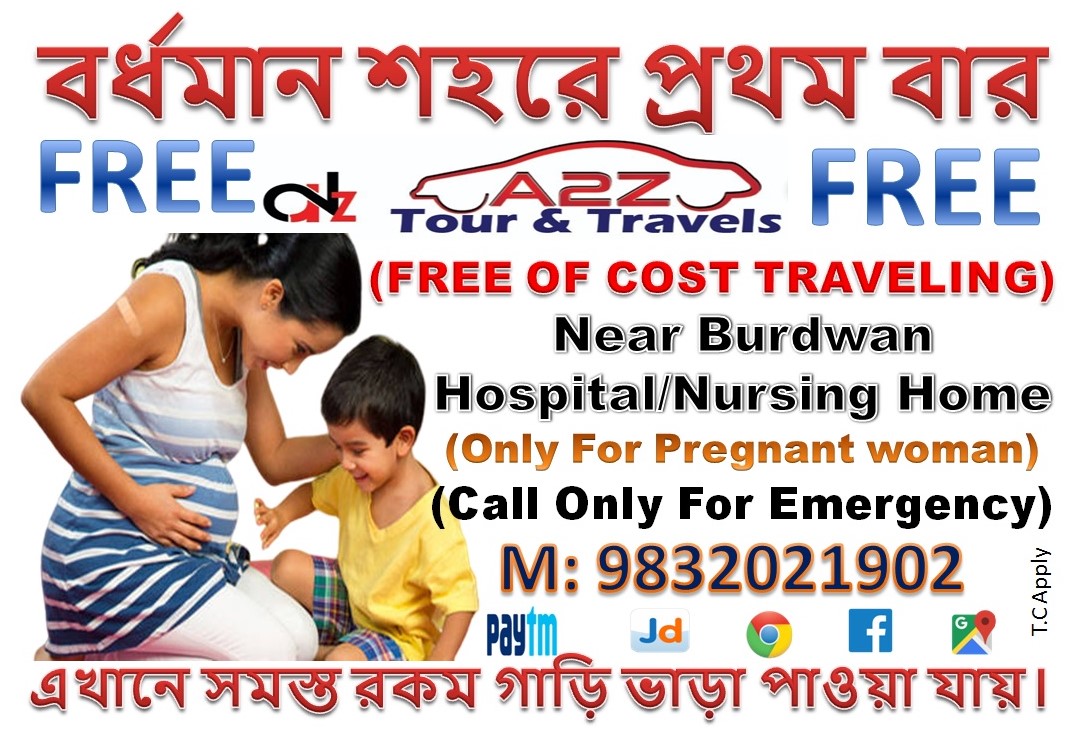 বর্ধমান শহরে প্রথম বার
FREE a2z A2Z FREE
Tour & Travels
(FREE OF COST TRAVELING)
Near Burdwan
Hospital/Nursing Home
(Only For Pregnant woman)
(Call Only For Emergency)
M: 9832021902
T.C Apply
paytm Jd f G
এখানে সমস্ত রকম গাড়ি ভাড়া পাওয়া যায়।